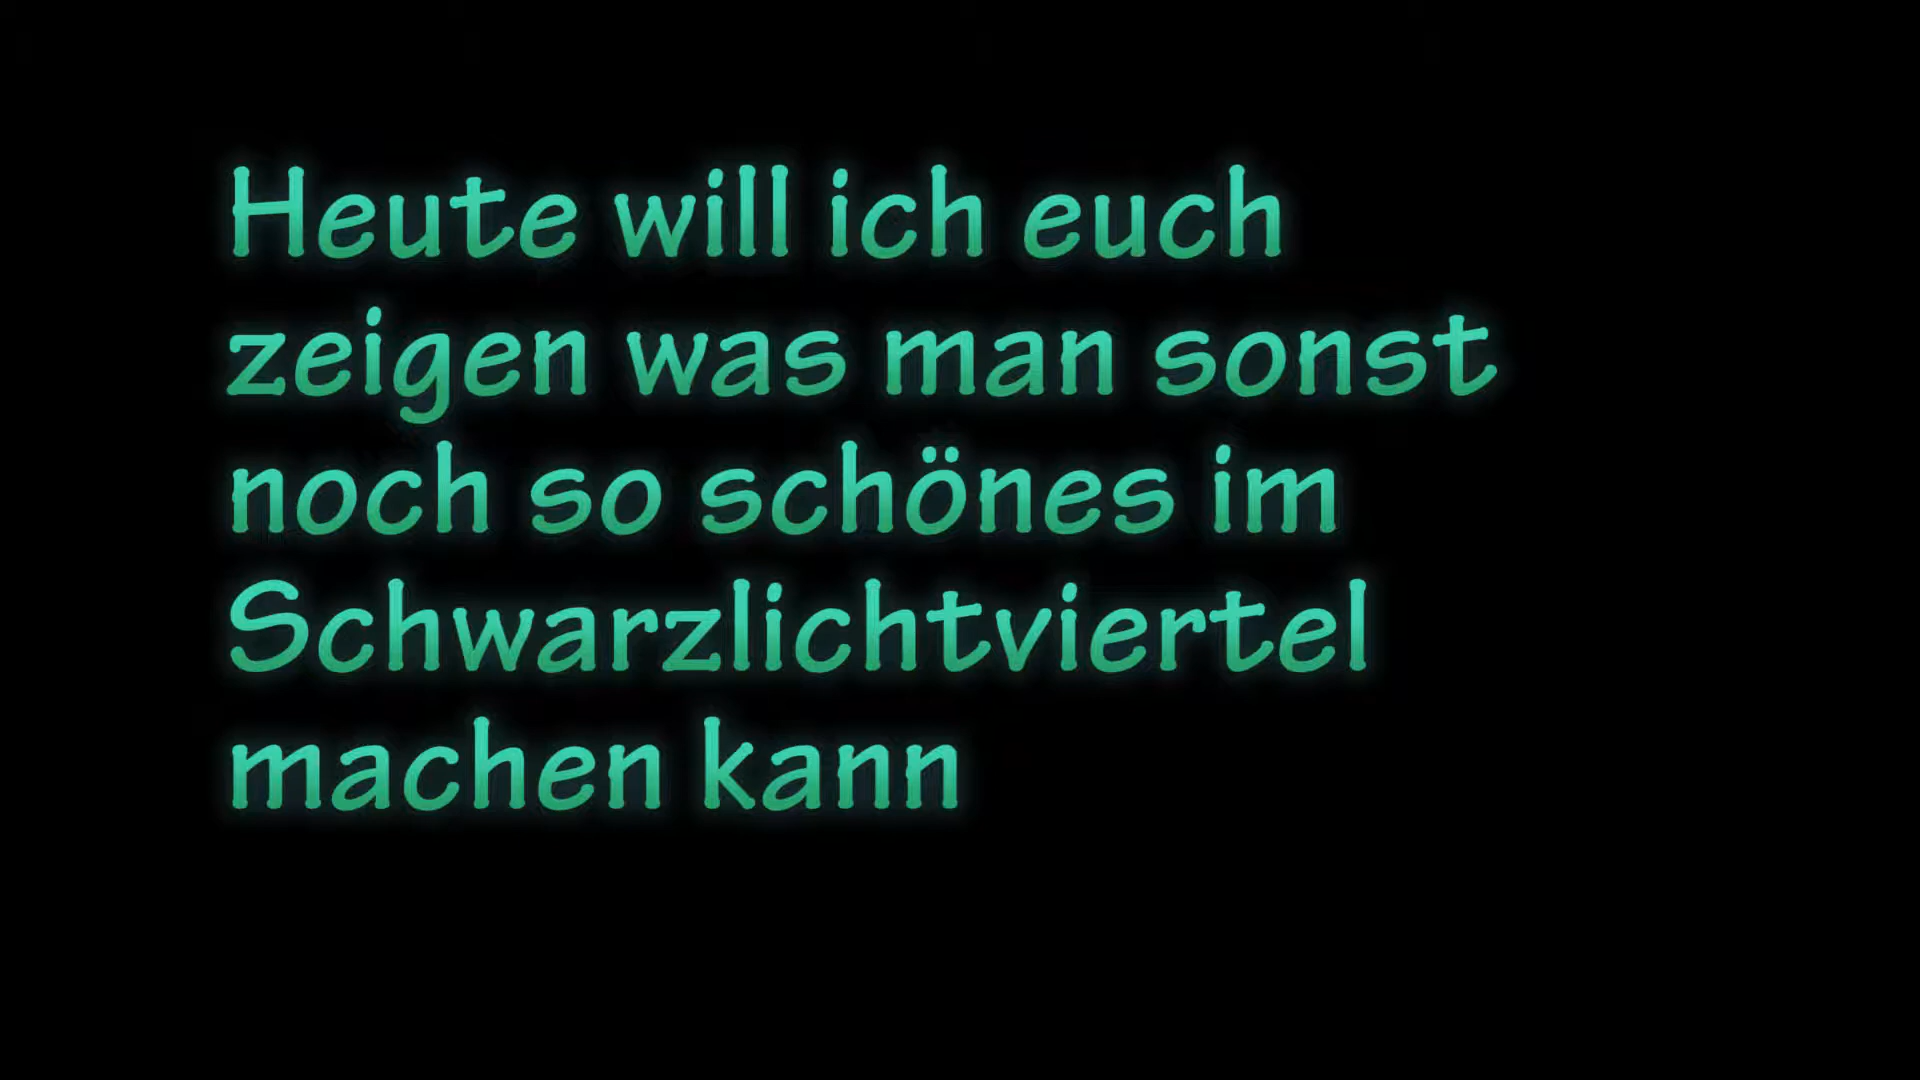 Heute will ich euch
zeigen was man sonst
noch so schönes im
Schwarzlichtviertel
machen kann